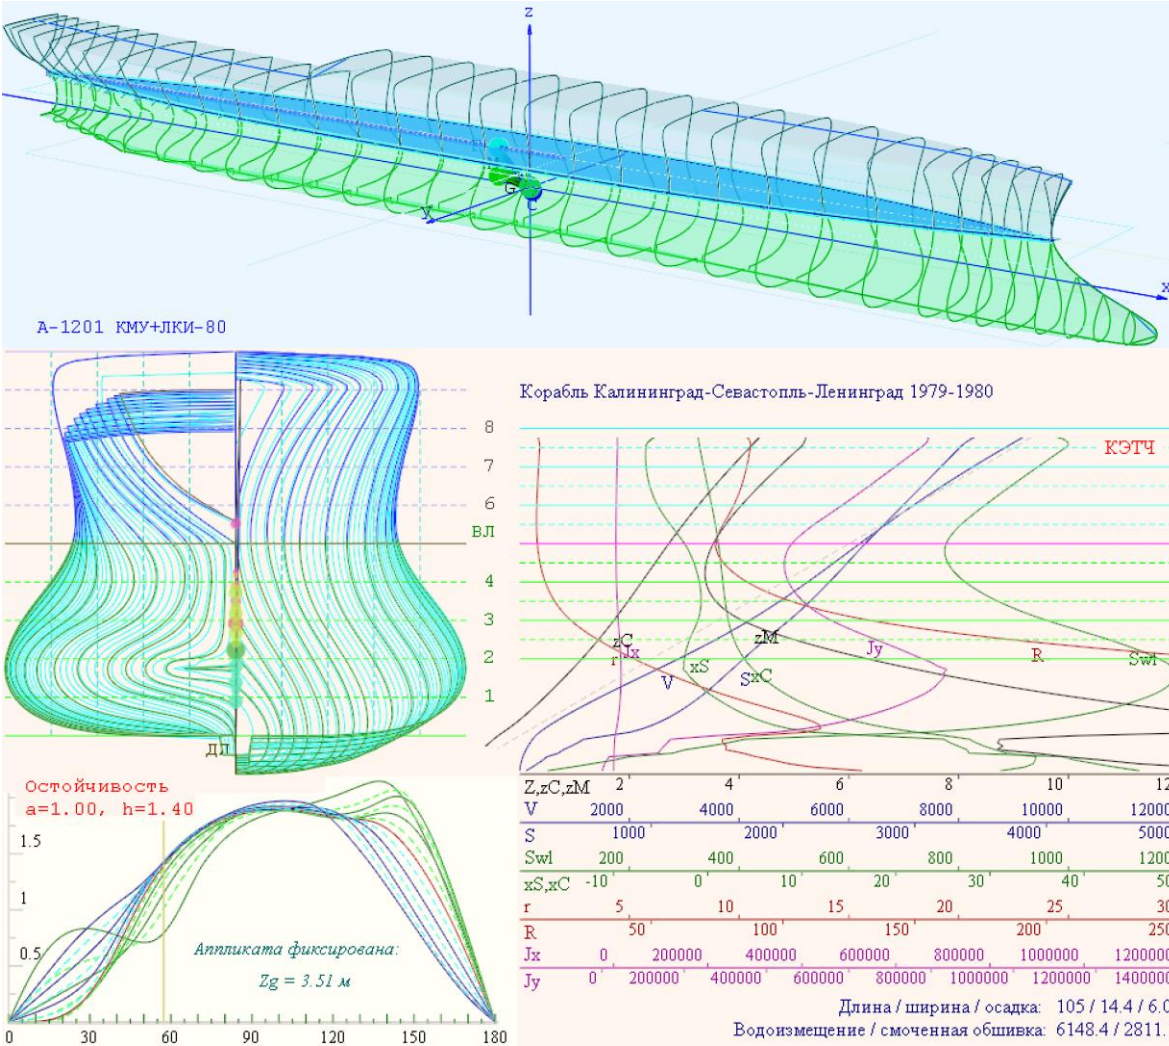 z
G
C
y
x
А-1201 КМУ+ЛКИ-80
Корабль Калининград-Севастопль-Ленинград 1979-1980
КЭТЧ
8
7
6
ВЛ
4
3
2
1
ДЛ
zC
r
Jx
xS
V
S
xC
zM
Jy
R
Swl
Остойчивость
a=1.00, h=1.40
1.5
1
0.5
Аппликата фиксирована:
Zg = 3.51 м
0 30 60 90 120 150 180
Z,zC,zM 2 4 6 8 10 12
V 2000 4000 6000 8000 10000 12000
S 1000 2000 3000 4000 5000
Swl 200 400 600 800 1000 1200
xS,xC -10 0 10 20 30 40 50
r 5 10 15 20 25 30
R 50 100 150 200 250
Jx 0 200000 400000 600000 800000 1000000 1200000
Jy 0 200000 400000 600000 800000 1000000 1200000 1400000
Длина / ширина / осадка: 105 / 14.4 / 6.0
Водоизмещение / смоченная обшивка: 6148.4 / 2811.